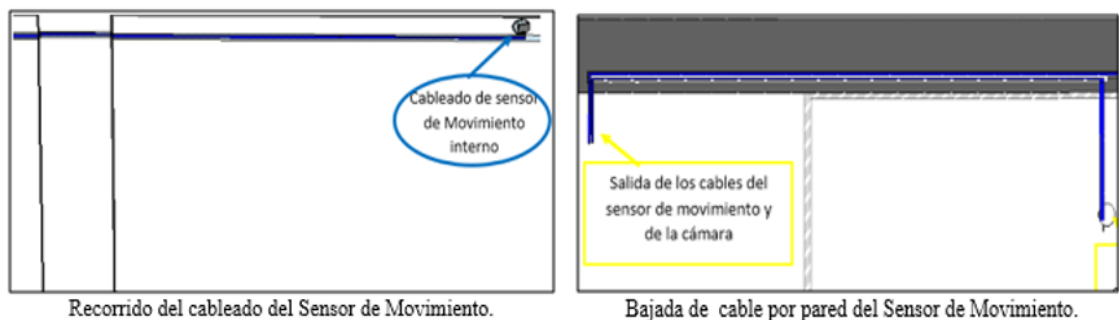 Cableado de sensor
de Movimiento
interno
Salida de los cables del
sensor de movimiento y
de la cámara
Recorrido del cableado del Sensor de Movimiento.
Bajada de cable por pared del Sensor de Movimiento.